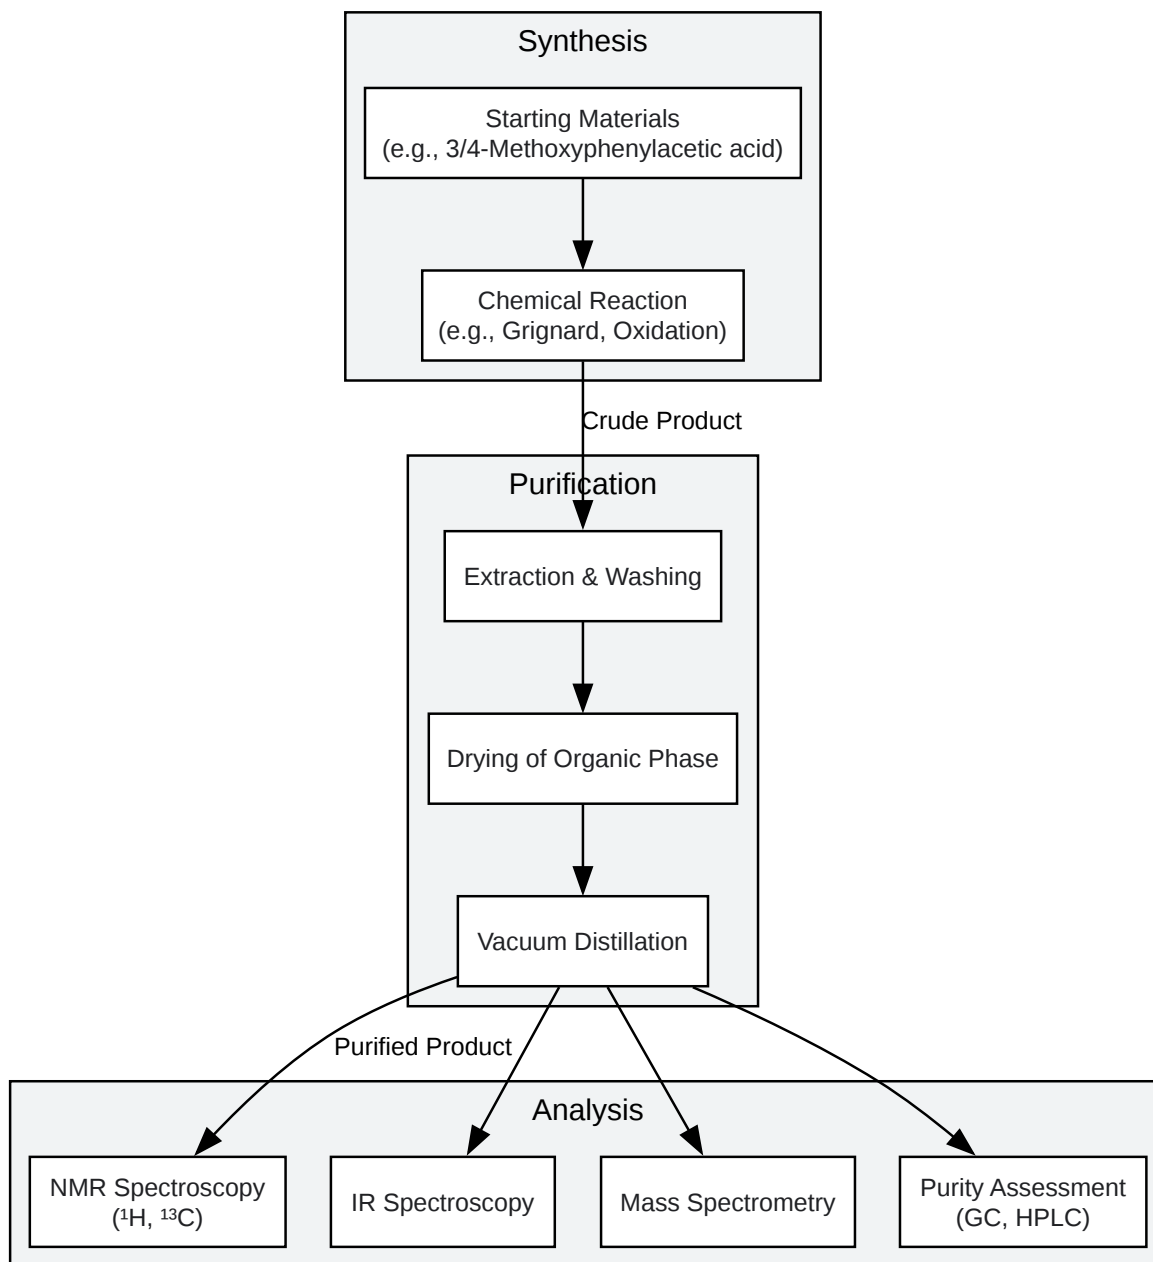 Synthesis
Starting Materials
(e.g., 3/4-Methoxyphenylacetic acid)
Chemical Reaction
(e.g., Grignard, Oxidation)
Crude Product
Purification
Extraction & Washing
Drying of Organic Phase
Vacuum Distillation
Purified Product
Analysis
NMR Spectroscopy
(¹H, ¹³C)
IR Spectroscopy
Mass Spectrometry
Purity Assessment
(GC, HPLC)